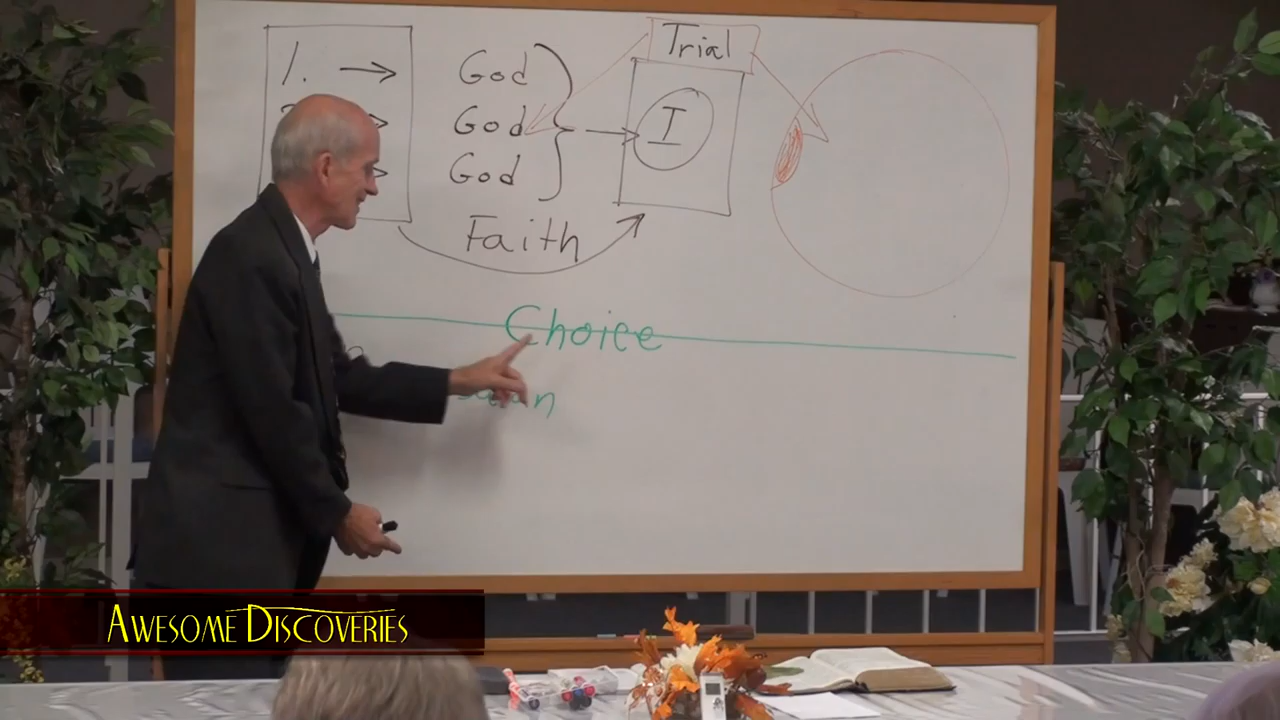 1. → God Trial
God → I
God
Faith
Choice
AWESOME DISCOVERIES